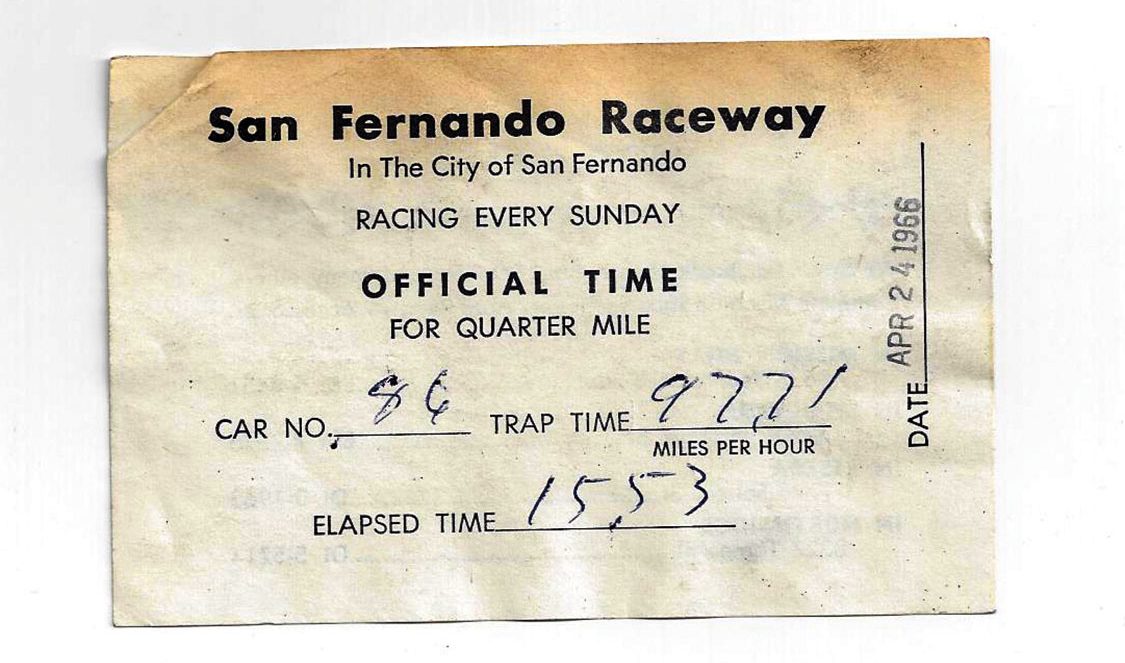 San Fernando Raceway
In The City of San Fernando
RACING EVERY SUNDAY
OFFICIAL TIME
FOR QUARTER MILE
CAR NO. 86 TRAP TIME 97.71
MILES PER HOUR
ELAPSED TIME 15.53
DATE APR 24 1966